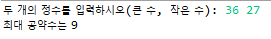 두 개의 정수를 입력하시오(큰 수, 작은 수): 36 27
최대 공약수는 9